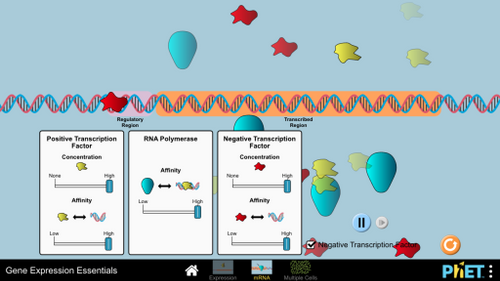 Regulatory
Region
Transcribed
Region
Positive Transcription
Factor
Concentration
None
High
Affinity
Low
High
RNA Polymerase
Affinity
Low
High
Negative Transcription
Factor
Concentration
None
High
Affinity
Low
High
Negative Transcription Factor
Gene Expression Essentials
Expression
mRNA
Multiple Cells
PhET